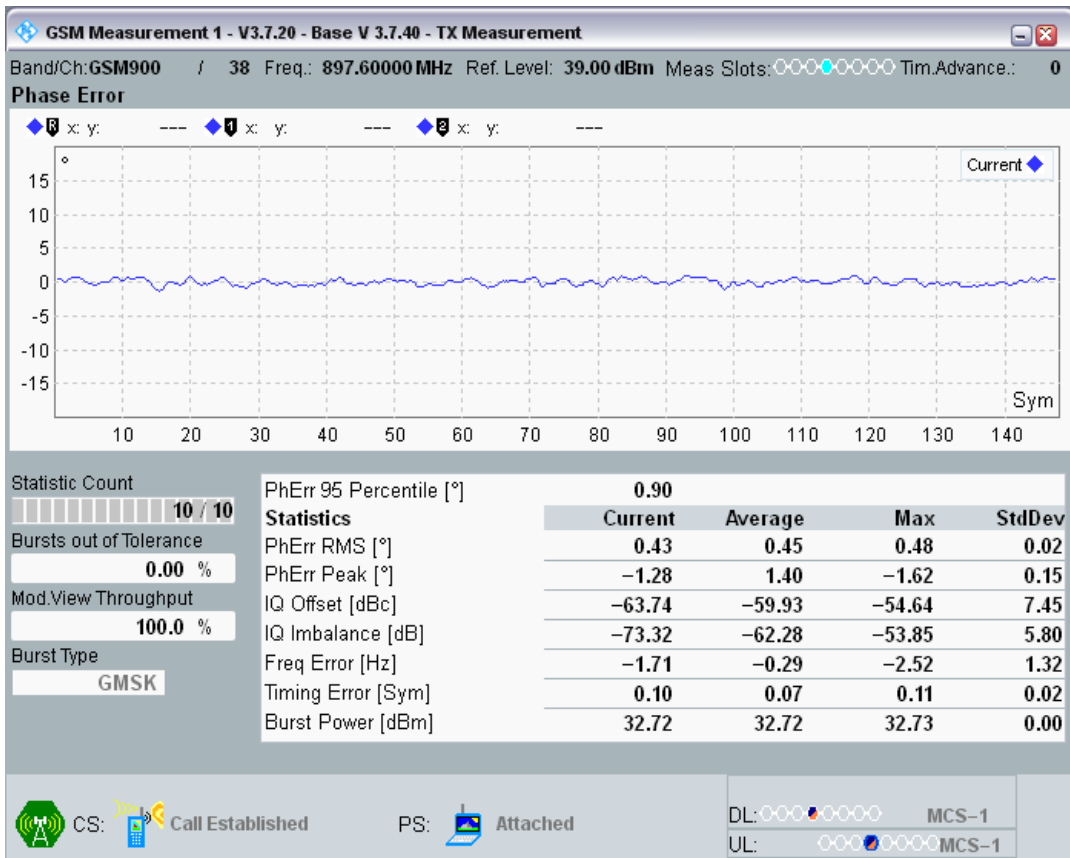 GSM Measurement 1 - V3.7.20 - Base V 3.7.40 - TX Measurement
Band/Ch:GSM900 / 38 Freq.: 897.60000 MHz Ref. Level: 39.00 dBm Meas Slots: Tim.Advance.: 0
Phase Error
R x: y: --- 1 x: y: --- 2 x: y: ---
° Current
15
10
5
0
-5
-10
-15
Sym
10 20 30 40 50 60 70 80 90 100 110 120 130 140
Statistic Count
10 / 10
Bursts out of Tolerance
0.00 %
Mod.View Throughput
100.0 %
Burst Type
GMSK
PhErr 95 Percentile [°] 0.90
Statistics Current Average Max StdDev
PhErr RMS [°] 0.43 0.45 0.48 0.02
PhErr Peak [°] −1.28 1.40 −1.62 0.15
IQ Offset [dBc] −63.74 −59.93 −54.64 7.45
IQ Imbalance [dB] −73.32 −62.28 −53.85 5.80
Freq Error [Hz] −1.71 −0.29 −2.52 1.32
Timing Error [Sym] 0.10 0.07 0.11 0.02
Burst Power [dBm] 32.72 32.72 32.73 0.00
CS: Call Established PS: Attached
DL: MCS−1
UL: MCS−1